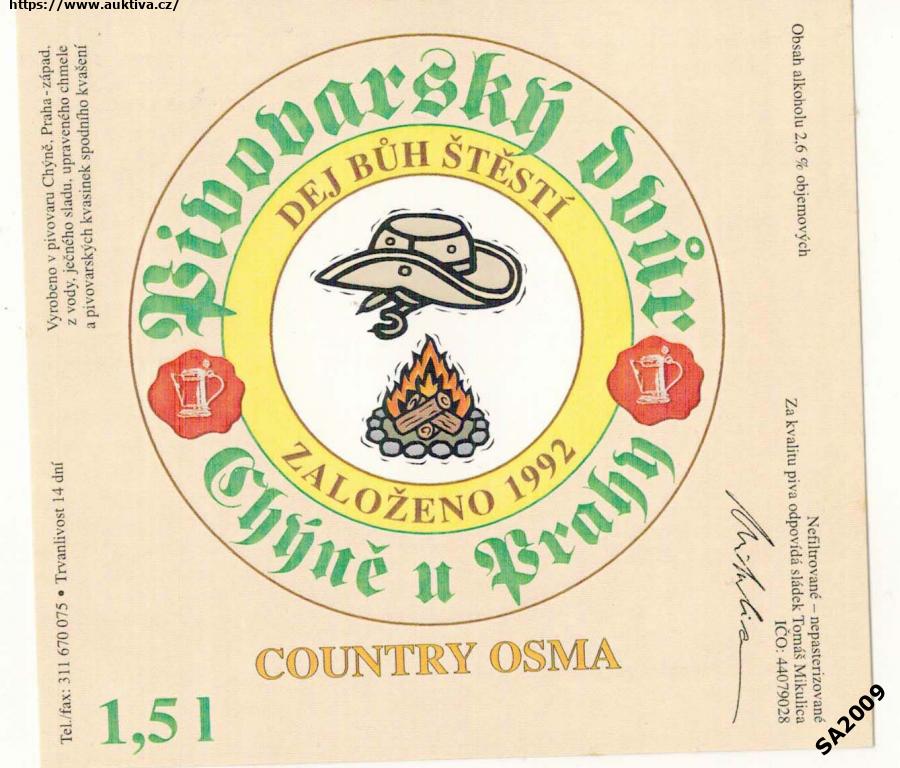 https://www.auktiva.cz/
Vyrobeno v pivovaru Chýně, Praha-západ,
z vody, ječného sladu, upraveného chmele
a pivovarských kvasinek spodního kvašení
Tel./fax: 311 670 075 • Trvanlivost 14 dní
Pivovarský dvůr
DEJ BŮH ŠTĚSTÍ
ZALOŽENO 1992
Chýně u Prahy
COUNTRY OSMA
1,5 l
Obsah alkoholu 2,6 % objemových
Nefiltrované – nepasterizované
Za kvalitu piva odpovídá sládek Tomáš Mikulica
IČO: 44079028
Mikulica
SA2009